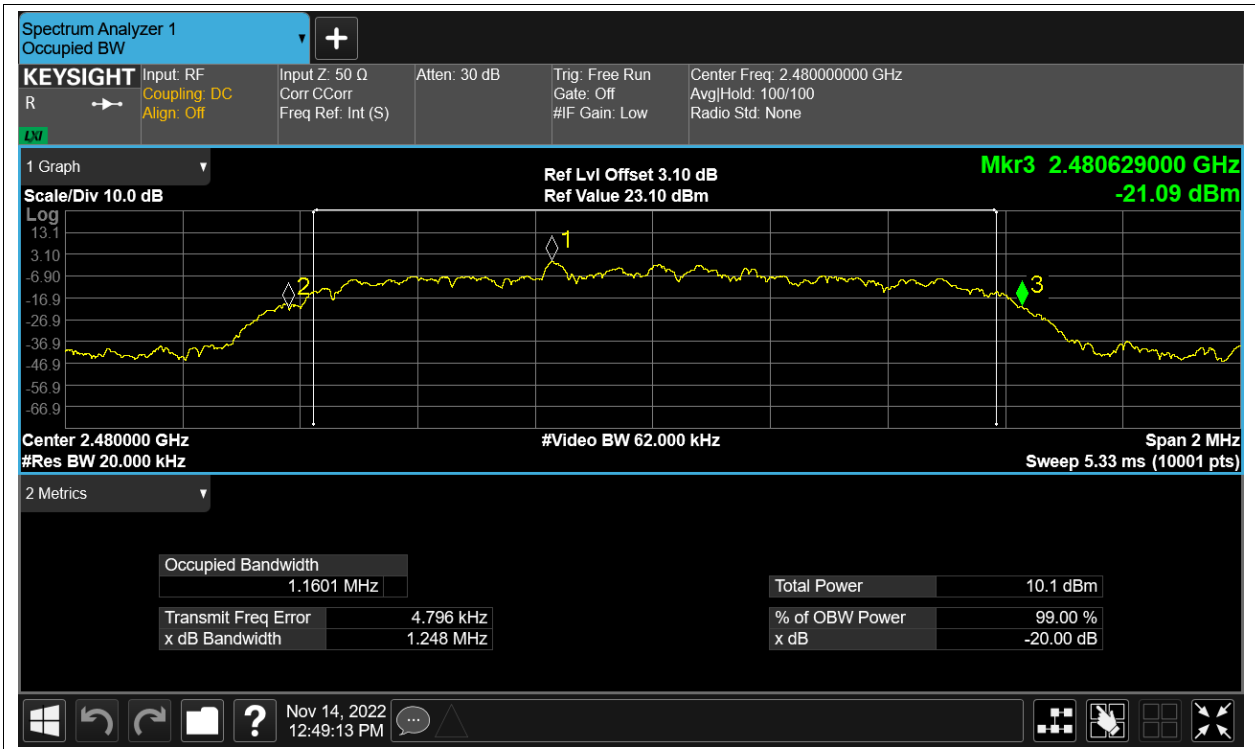 Spectrum Analyzer 1
Occupied BW
KEYSIGHT
R
LXI
Input: RF
Coupling: DC
Align: Off
Input Z: 50 Ω
Corr CCorr
Freq Ref: Int (S)
Atten: 30 dB
Trig: Free Run
Gate: Off
#IF Gain: Low
Center Freq: 2.480000000 GHz
Avg|Hold: 100/100
Radio Std: None
1 Graph
Scale/Div 10.0 dB
Ref Lvl Offset 3.10 dB
Ref Value 23.10 dBm
Mkr3 2.480629000 GHz
-21.09 dBm
Log
13.1
3.10
-6.90
-16.9
-26.9
-36.9
-46.9
-56.9
-66.9
1
2
3
Center 2.480000 GHz
#Video BW 62.000 kHz
Span 2 MHz
#Res BW 20.000 kHz
Sweep 5.33 ms (10001 pts)
2 Metrics
Occupied Bandwidth
1.1601 MHz
Total Power 10.1 dBm
Transmit Freq Error 4.796 kHz
% of OBW Power 99.00 %
x dB Bandwidth 1.248 MHz
x dB -20.00 dB
?
Nov 14, 2022
12:49:13 PM